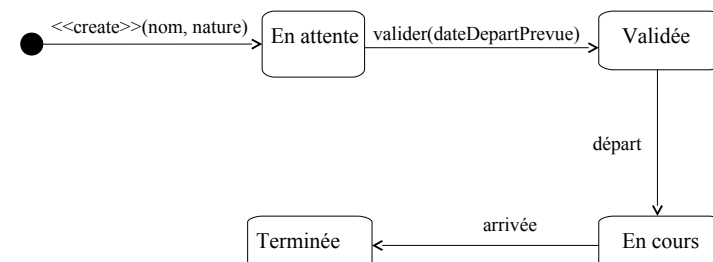 <<create>>(nom, nature)
En attente
valider(dateDepartPrevue)
Validée
départ
Terminée
arrivée
En cours